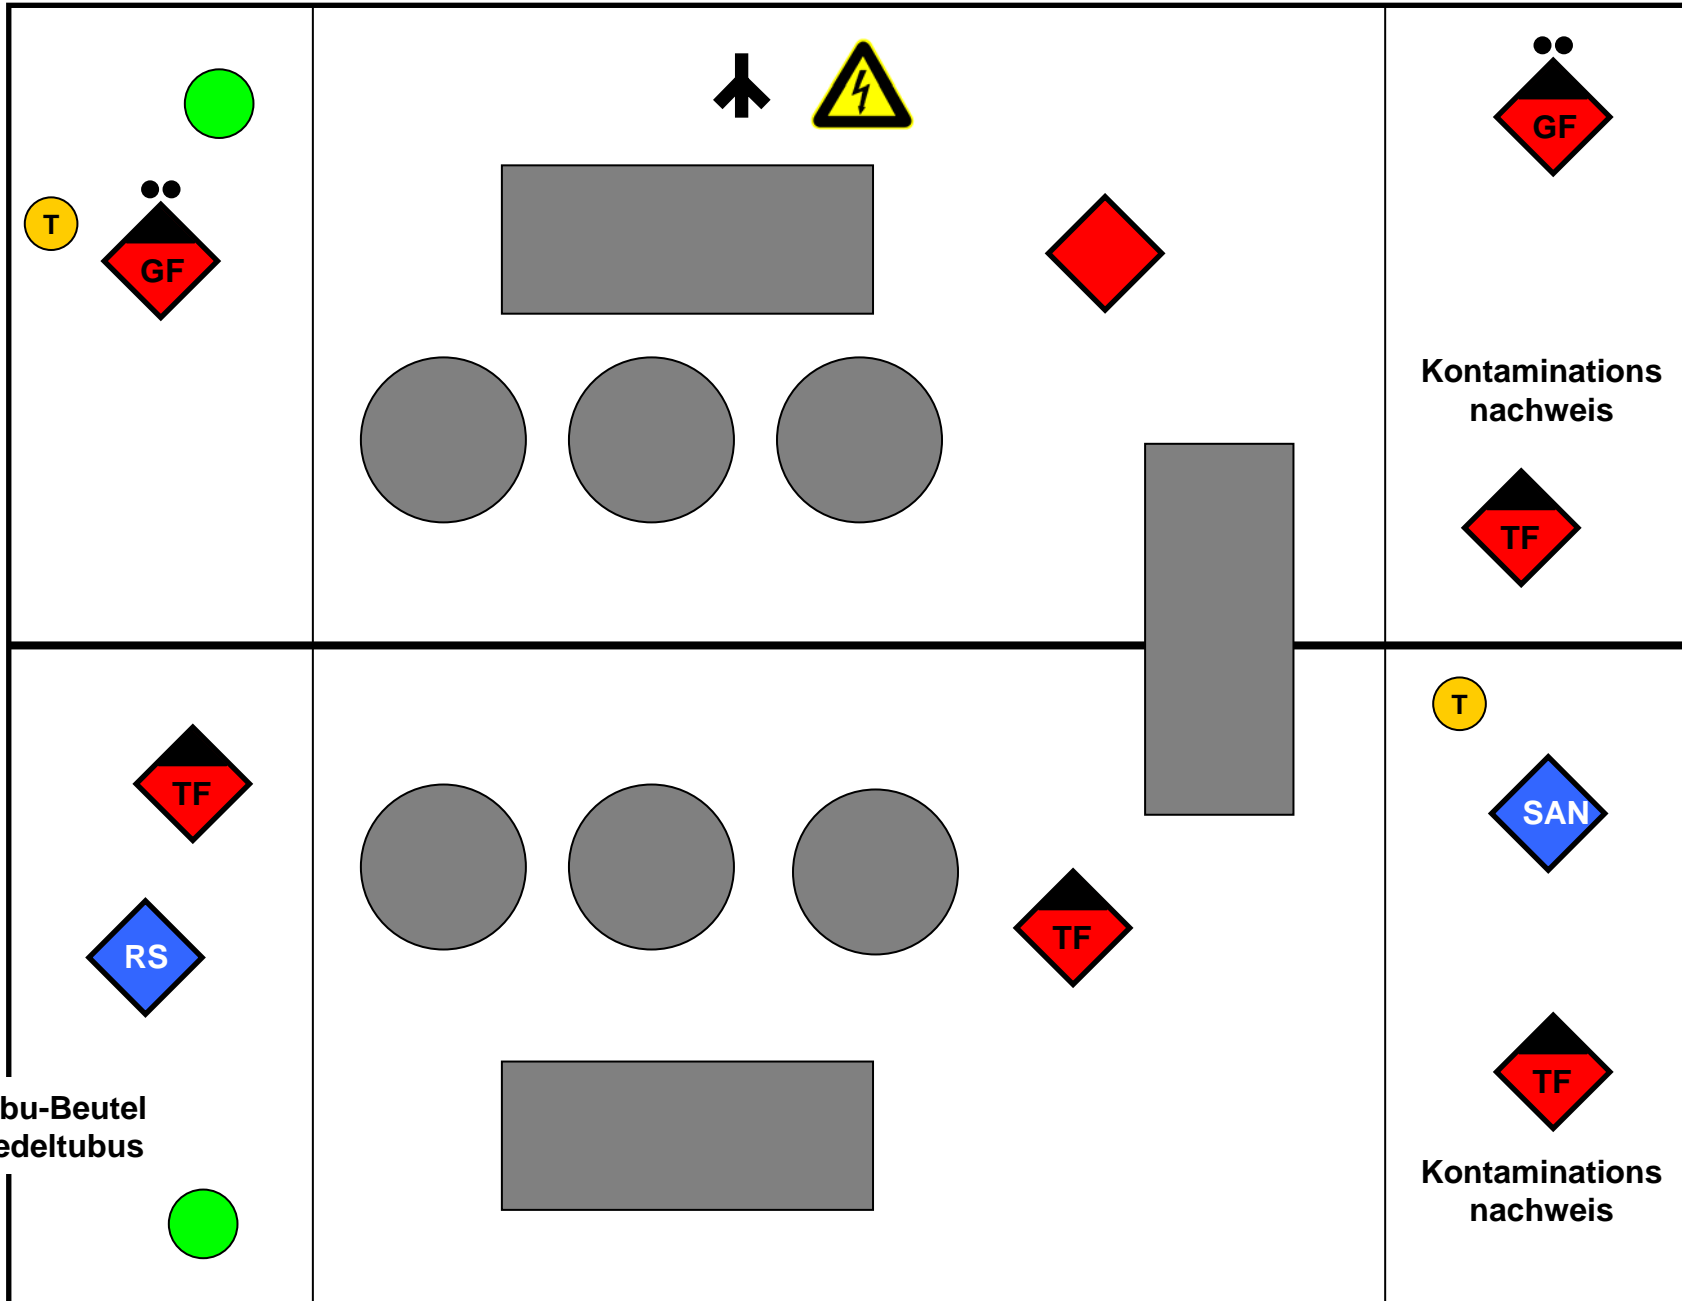 GF
T
GF
Kontaminations
nachweis
TF
T
TF
SAN
RS
TF
TF
bu-Beutel
edeltubus
Kontaminations
nachweis